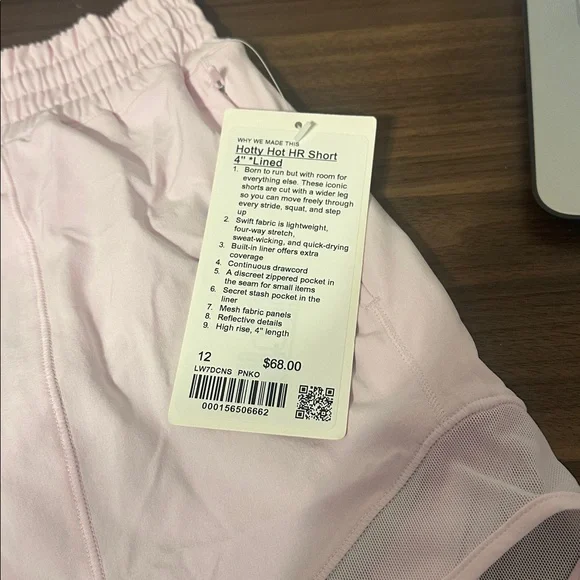 WHY WE MADE THIS
Hotty Hot HR Short
4" *Lined
1. Born to run but with room for
everything else. These iconic
shorts are cut with a wider leg
so you can move freely through
every stride, squat, and step
up
2. Swift fabric is lightweight,
four-way stretch,
sweat-wicking, and quick-drying
3. Built-in liner offers extra
coverage
4. Continuous drawcord
5. A discreet zippered pocket in
the seam for small items
6. Secret stash pocket in the
liner
7. Mesh fabric panels
8. Reflective details
9. High rise, 4" length
12 $68.00
LW7DCNS PNKO
000156506662